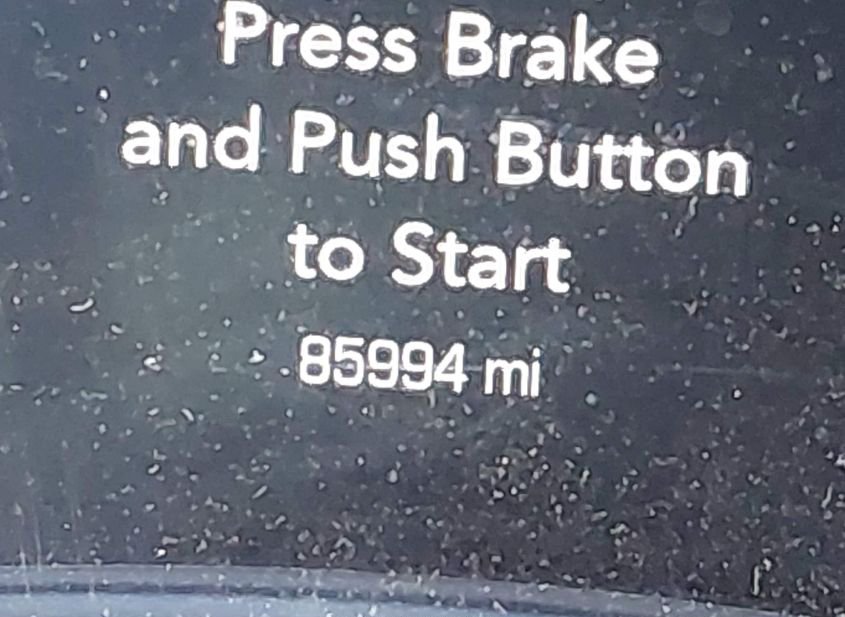 Press Brake
and Push Button
to Start
85994 mi